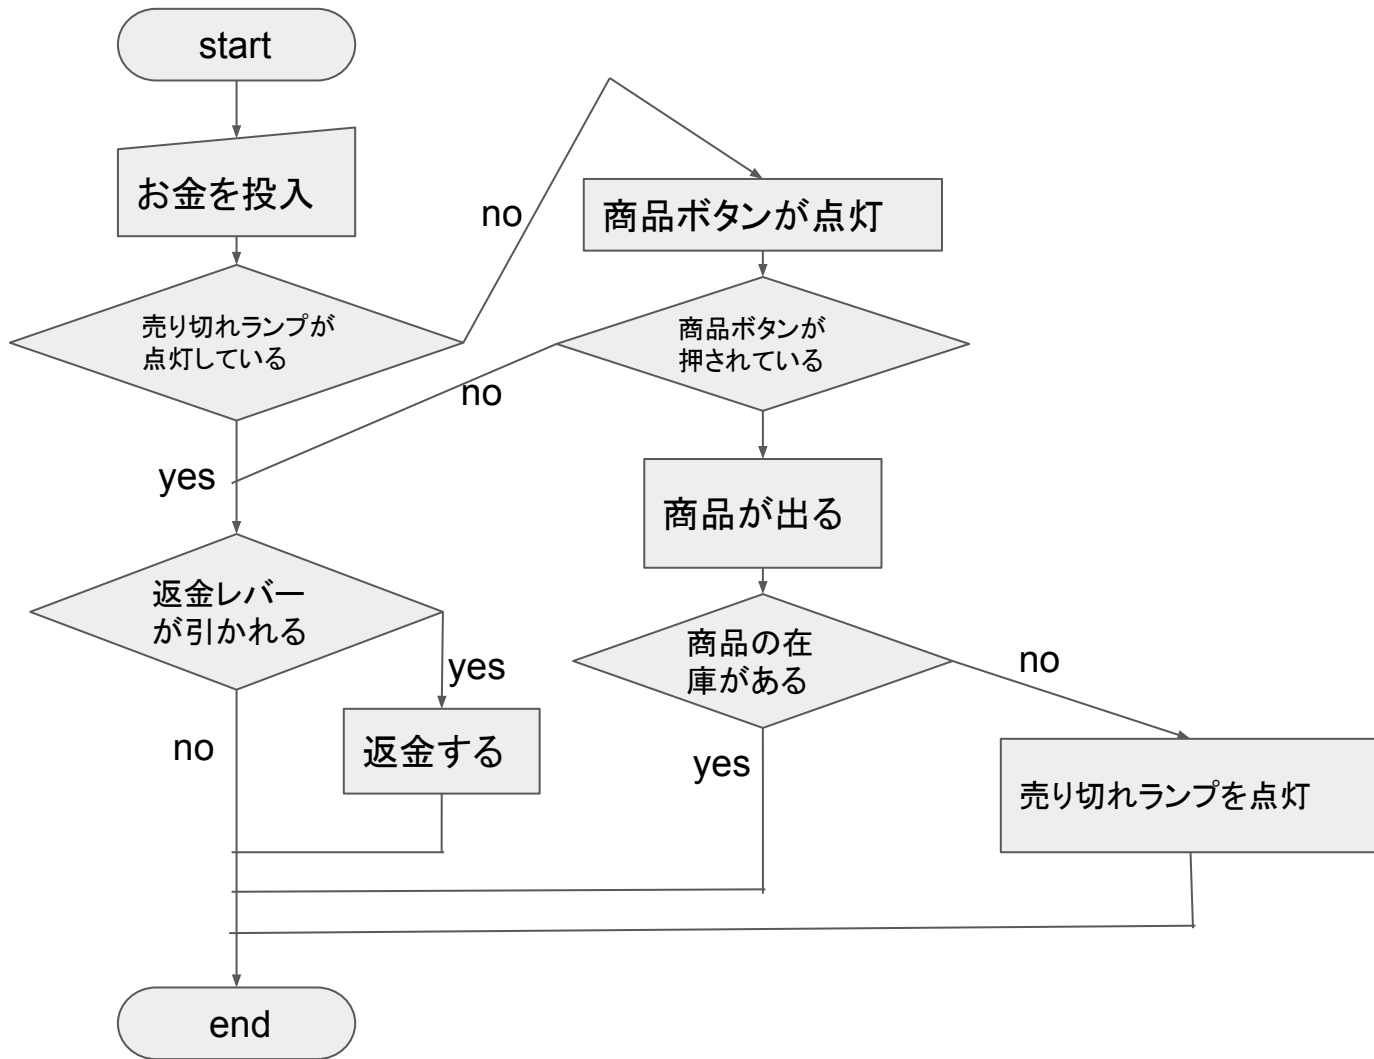 start
お金を投入
no
商品ボタンが点灯
売り切れランプが
点灯している
商品ボタンが
押されている
no
yes
商品が出る
返金レバー
が引かれる
yes
商品の在
庫がある
no
no
返金する
yes
売り切れランプを点灯
end